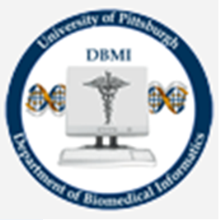 University of Pittsburgh
DBMI
Department of Biomedical Informatics